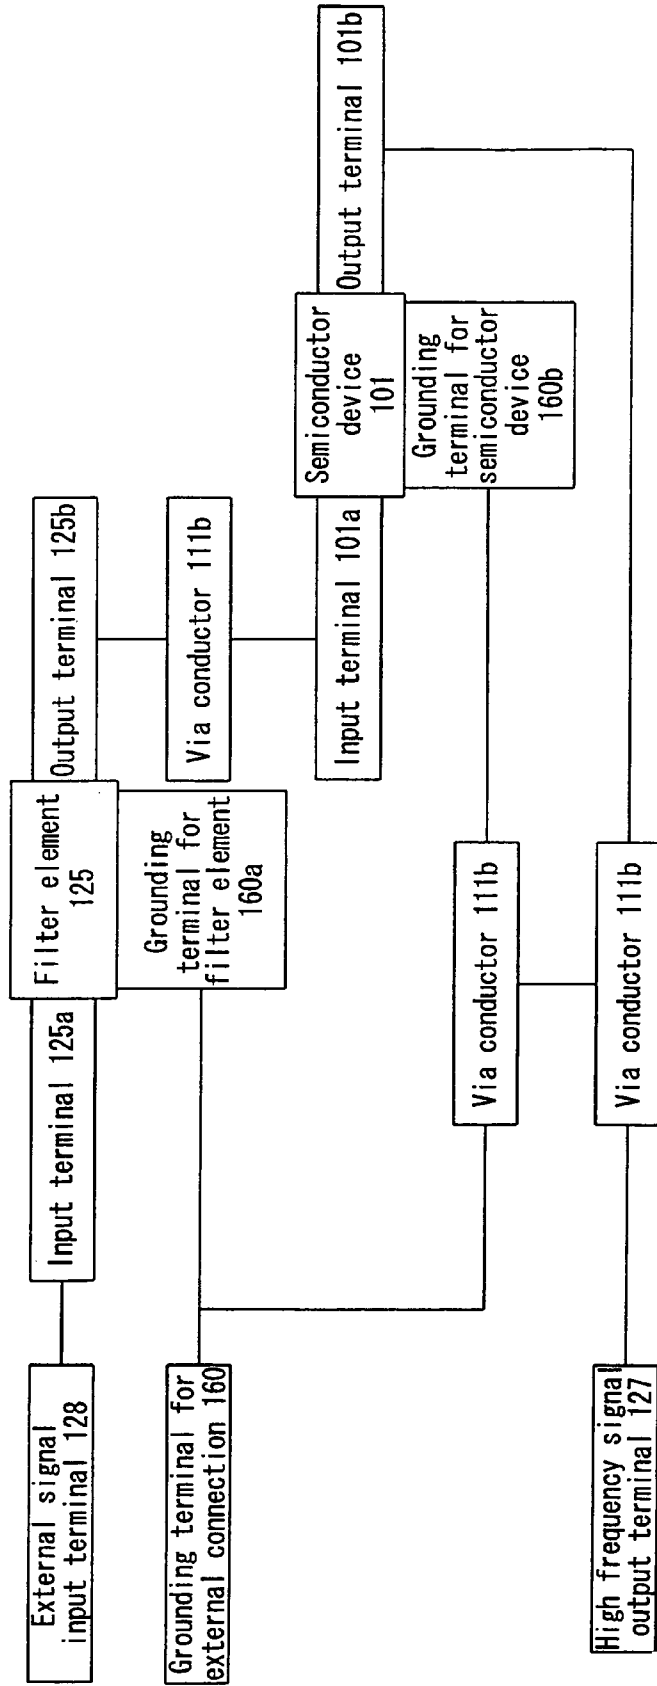 External signal
input terminal 128
Input terminal 125a
Filter element
125
Output terminal 125b
Grounding terminal for
external connection 160
Grounding
terminal for
filter element
160a
Via conductor 111b
Input terminal 101a
Semiconductor
device
101
Output terminal 101b
Grounding
terminal for
semiconductor
device
160b
Via conductor 111b
High frequency signal
output terminal 127
Via conductor 111b